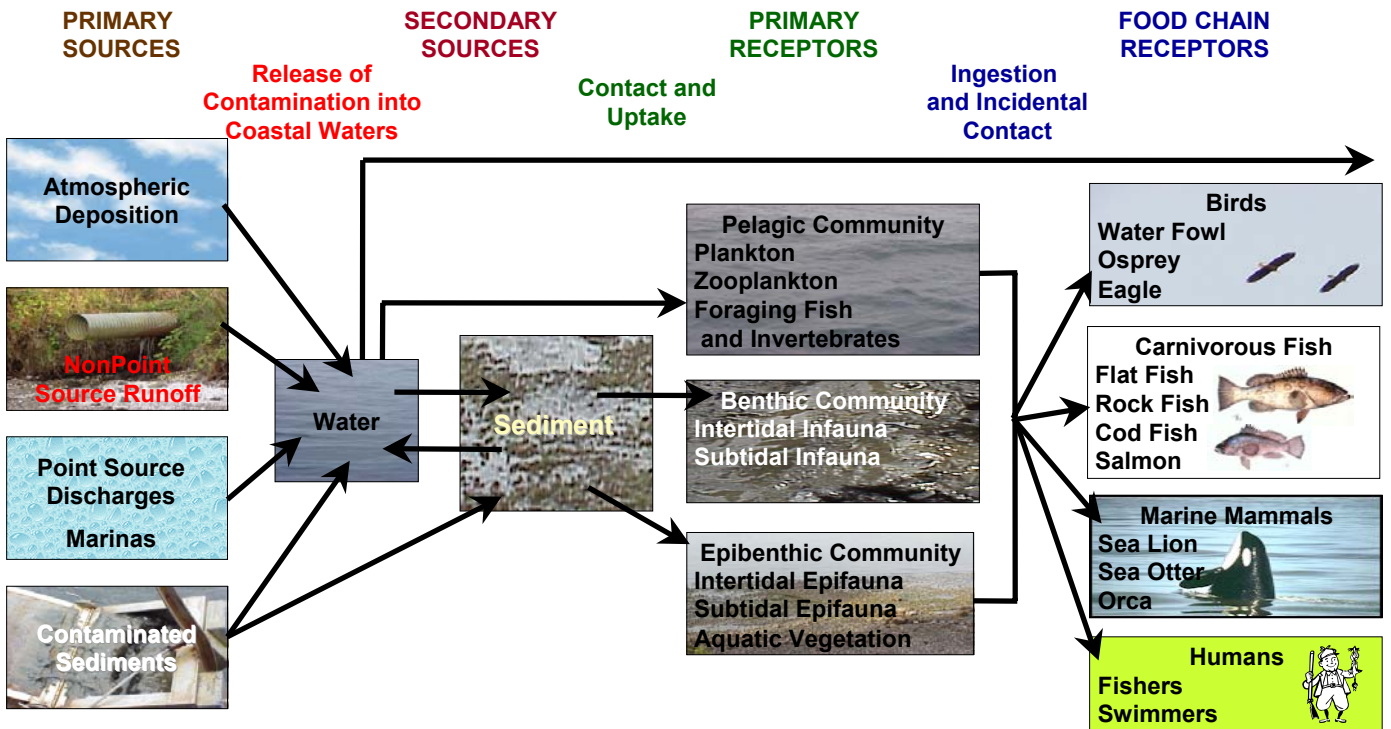 PRIMARY
SOURCES
SECONDARY
SOURCES
PRIMARY
RECEPTORS
FOOD CHAIN
RECEPTORS
Release of
Contamination into
Coastal Waters
Contact and
Uptake
Ingestion
and Incidental
Contact
Atmospheric
Deposition
NonPoint
Source Runoff
Point Source
Discharges
Marinas
Contaminated
Sediments
Water
Sediment
Pelagic Community
Plankton
Zooplankton
Foraging Fish
and Invertebrates
Benthic Community
Intertidal Infauna
Subtidal Infauna
Epibenthic Community
Intertidal Epifauna
Subtidal Epifauna
Aquatic Vegetation
Birds
Water Fowl
Osprey
Eagle
Carnivorous Fish
Flat Fish
Rock Fish
Cod Fish
Salmon
Marine Mammals
Sea Lion
Sea Otter
Orca
Humans
Fishers
Swimmers